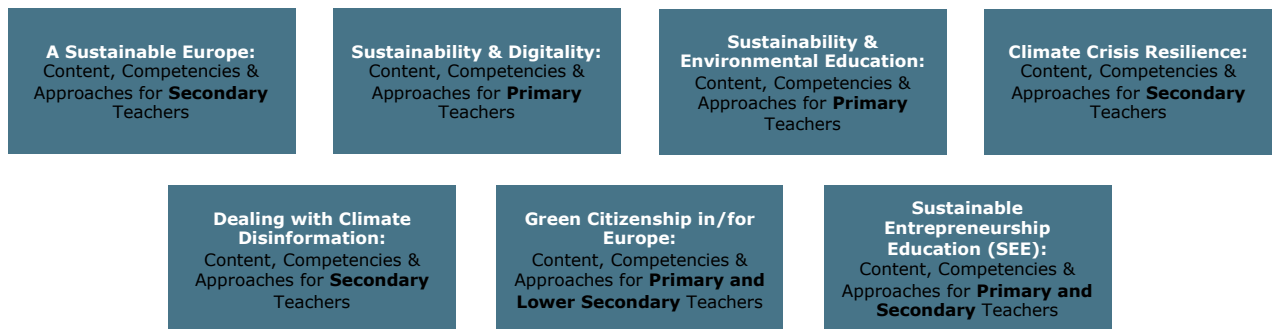 A Sustainable Europe:
Content, Competencies &
Approaches for Secondary
Teachers
Sustainability & Digitality:
Content, Competencies &
Approaches for Primary
Teachers
Sustainability &
Environmental Education:
Content, Competencies &
Approaches for Primary
Teachers
Climate Crisis Resilience:
Content, Competencies &
Approaches for Secondary
Teachers
Dealing with Climate
Disinformation:
Content, Competencies &
Approaches for Secondary
Teachers
Green Citizenship in/for
Europe:
Content, Competencies &
Approaches for Primary and
Lower Secondary Teachers
Sustainable
Entrepreneurship
Education (SEE):
Content, Competencies &
Approaches for Primary and
Secondary Teachers